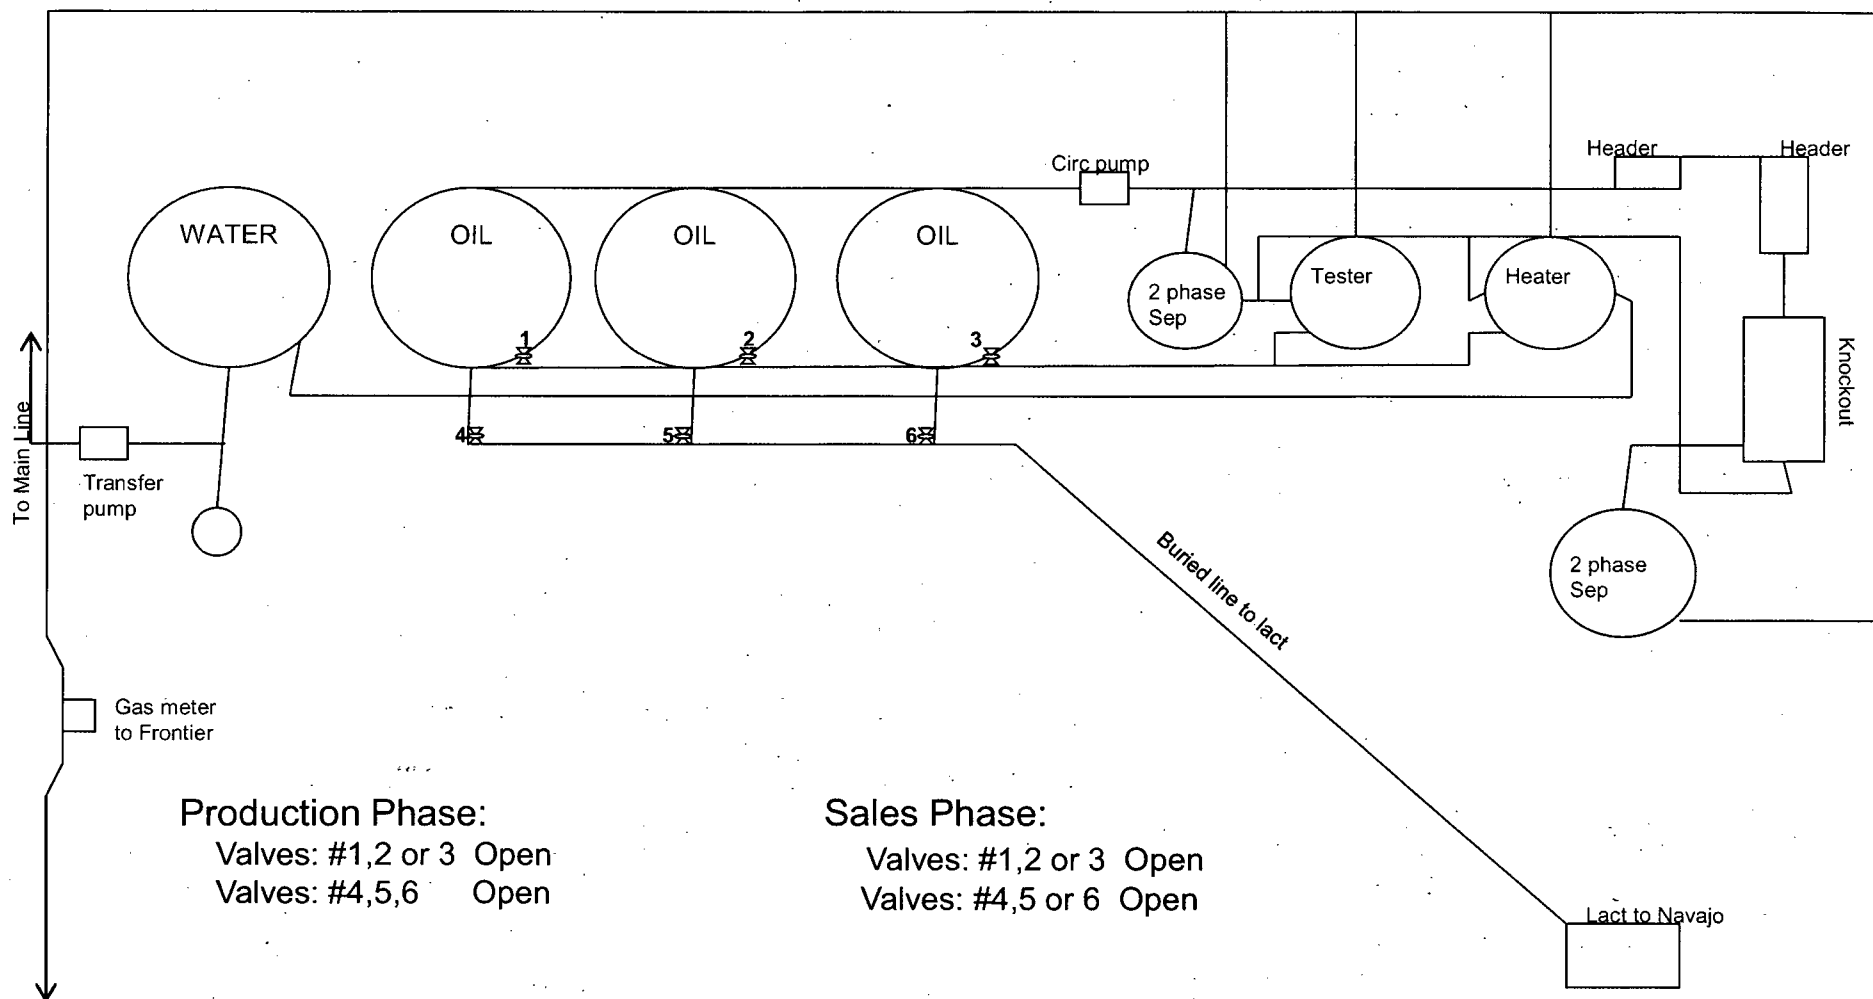 Header
Header
Circ pump
WATER
OIL
OIL
OIL
Tester
Heater
2 phase
Sep
1
2
3
Knockout
To Main Line
4
5
6
Transfer
pump
Buried line to lact
2 phase
Sep
Gas meter
to Frontier
Production Phase:
Valves: #1,2 or 3 Open
Valves: #4,5,6 Open
Sales Phase:
Valves: #1,2 or 3 Open
Valves: #4,5 or 6 Open
Lact to Navajo